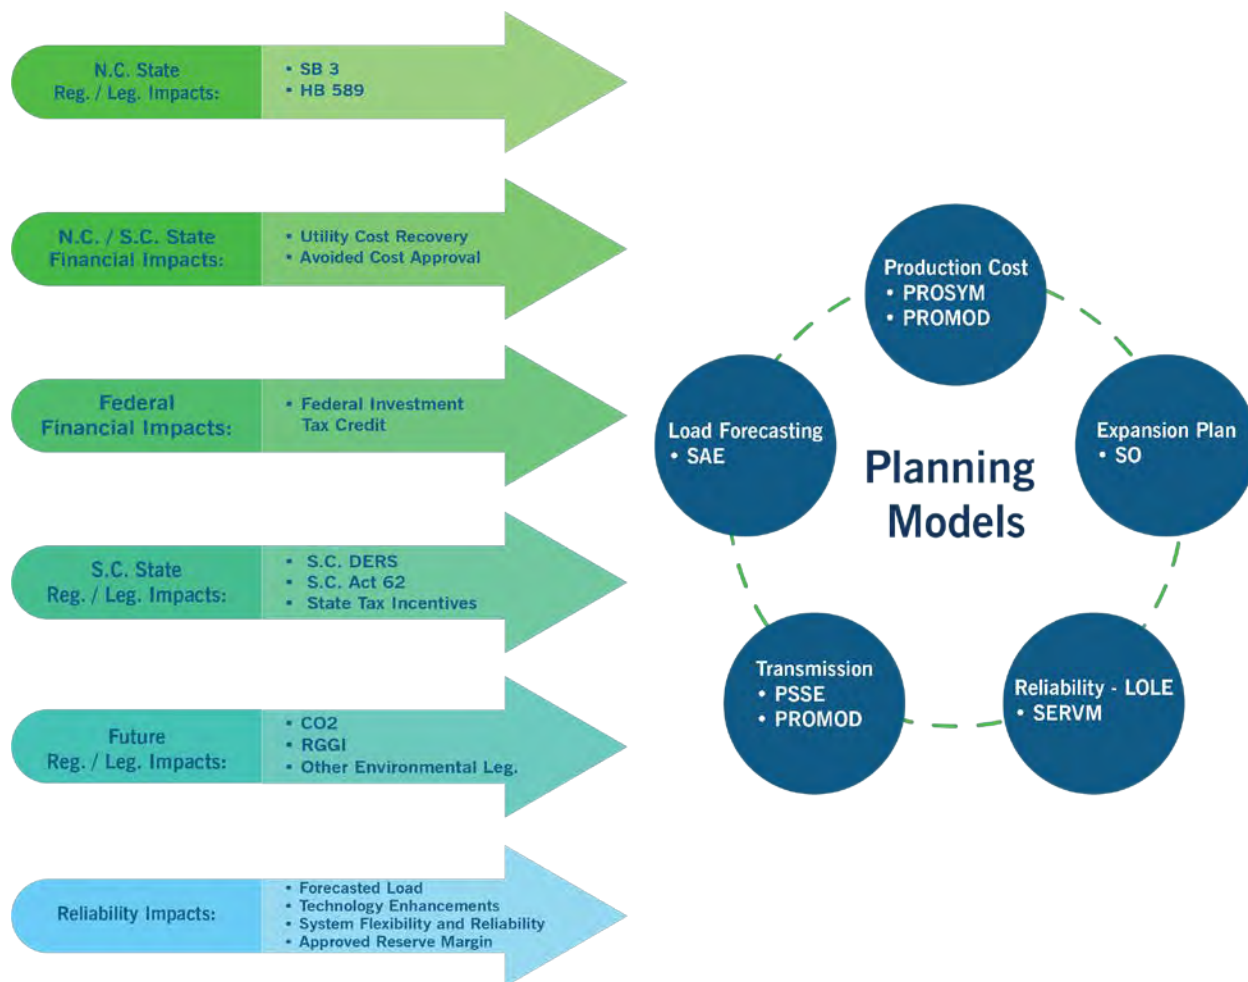 N.C. State
Reg. / Leg. Impacts:
• SB 3
• HB 589
N.C. / S.C. State
Financial Impacts:
• Utility Cost Recovery
• Avoided Cost Approval
Federal
Financial Impacts:
• Federal Investment
Tax Credit
S.C. State
Reg. / Leg. Impacts:
• S.C. DERS
• S.C. Act 62
• State Tax Incentives
Future
Reg. / Leg. Impacts:
• CO2
• RGGI
• Other Environmental Leg.
Reliability Impacts:
• Forecasted Load
• Technology Enhancements
• System Flexibility and Reliability
• Approved Reserve Margin
Production Cost
• PROSYM
• PROMOD
Load Forecasting
• SAE
Expansion Plan
• SO
Planning
Models
Transmission
• PSSE
• PROMOD
Reliability - LOLE
• SERVM